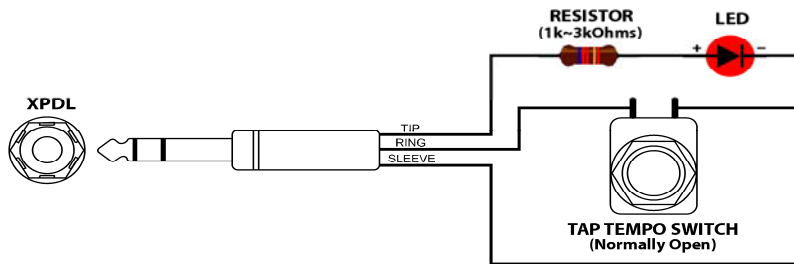 RESISTOR
(1k~3kOhms)
LED
+
−
XPDL
TIP
RING
SLEEVE
TAP TEMPO SWITCH
(Normally Open)